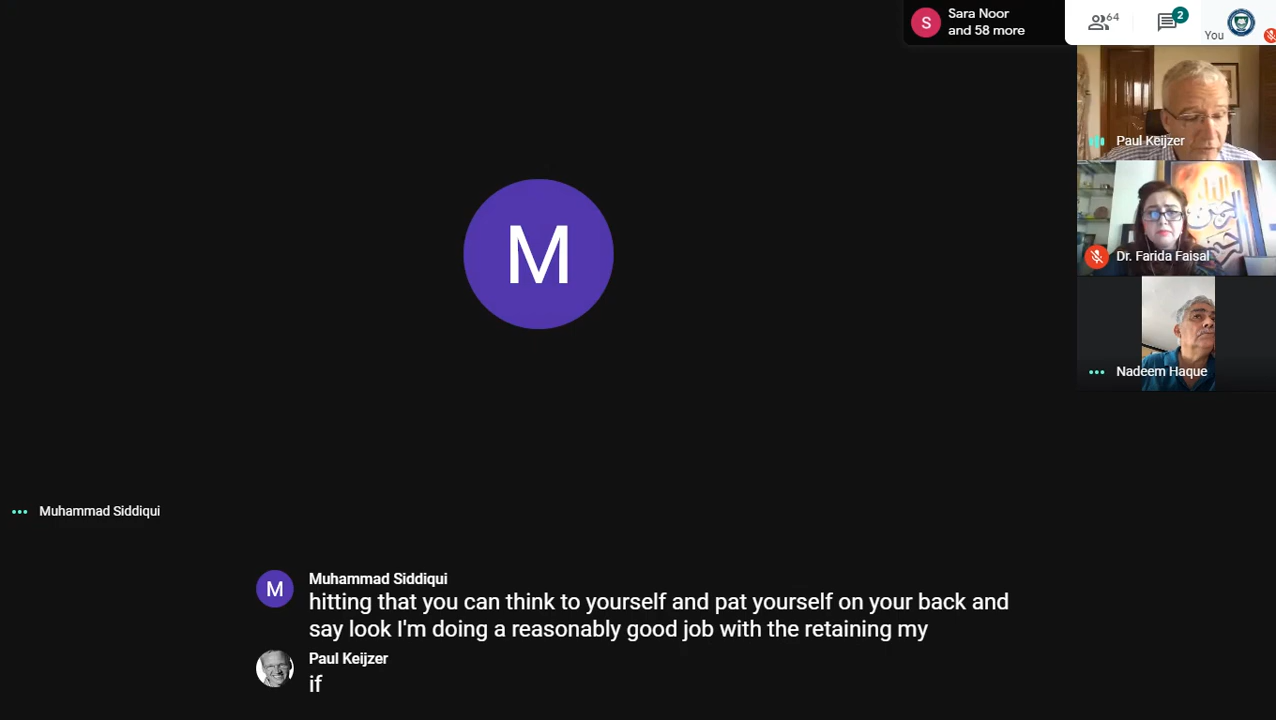 S
Sara Noor
and 58 more
64
2
You
Paul Keijzer
Dr. Farida Faisal
Nadeem Haque
M
Muhammad Siddiqui
M
Muhammad Siddiqui
hitting that you can think to yourself and pat yourself on your back and
say look I'm doing a reasonably good job with the retaining my
Paul Keijzer
if